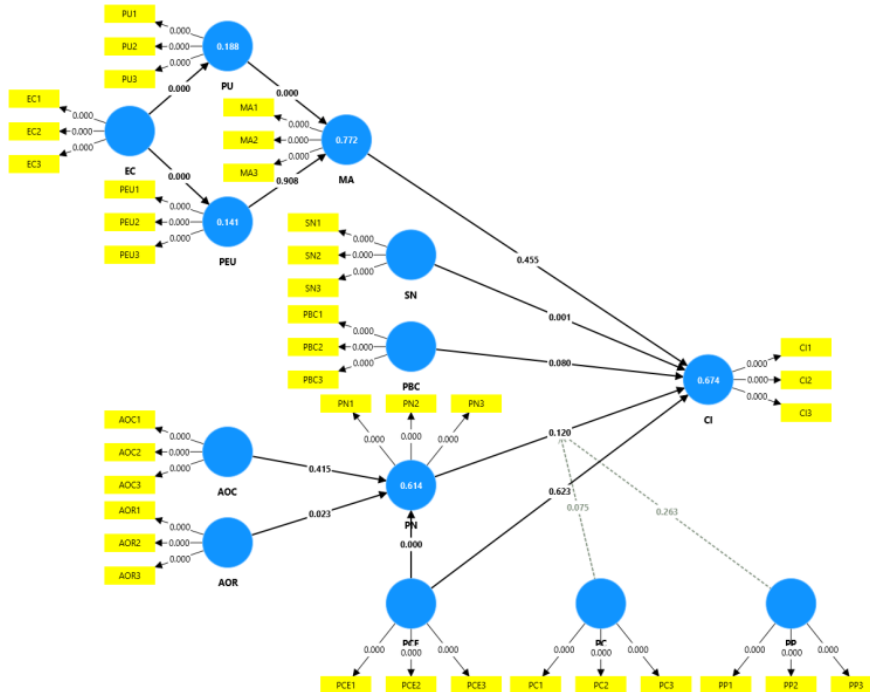 PU1
PU2
PU3
0.000
0.000
0.000
0.188
PU
EC1
EC2
EC3
0.000
0.000
0.000
EC
0.000
0.000
0.000
MA1
MA2
MA3
0.000
0.000
0.000
0.772
MA
0.908
PEU1
PEU2
PEU3
0.000
0.000
0.000
0.141
PEU
SN1
SN2
SN3
0.000
0.000
0.000
SN
0.455
0.001
PBC1
PBC2
PBC3
0.000
0.000
0.000
PBC
0.080
CI1
CI2
CI3
0.000
0.000
0.000
0.674
CI
PN1
PN2
PN3
0.000
0.000
0.000
0.614
PN
0.120
0.623
0.075
0.263
AOC1
AOC2
AOC3
0.000
0.000
0.000
AOC
0.415
AOR1
AOR2
AOR3
0.000
0.000
0.000
AOR
0.023
0.000
PCE
0.000
0.000
0.000
PCE1
PCE2
PCE3
PC
0.000
0.000
0.000
PC1
PC2
PC3
PP
0.000
0.000
0.000
PP1
PP2
PP3